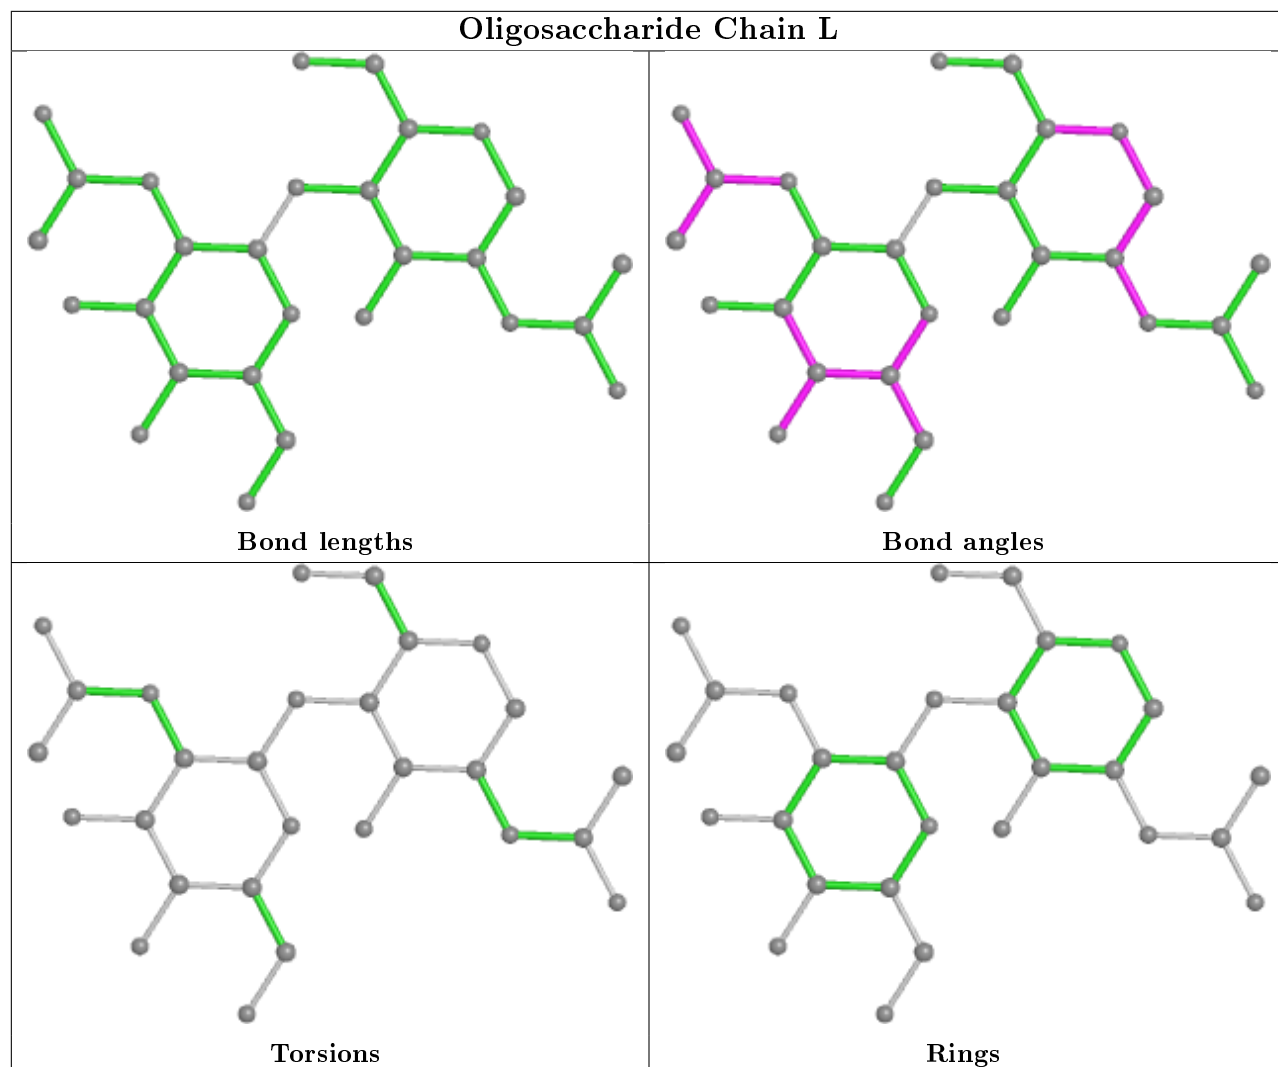 Oligosaccharide Chain L
Bond lengths
Bond angles
Torsions
Rings